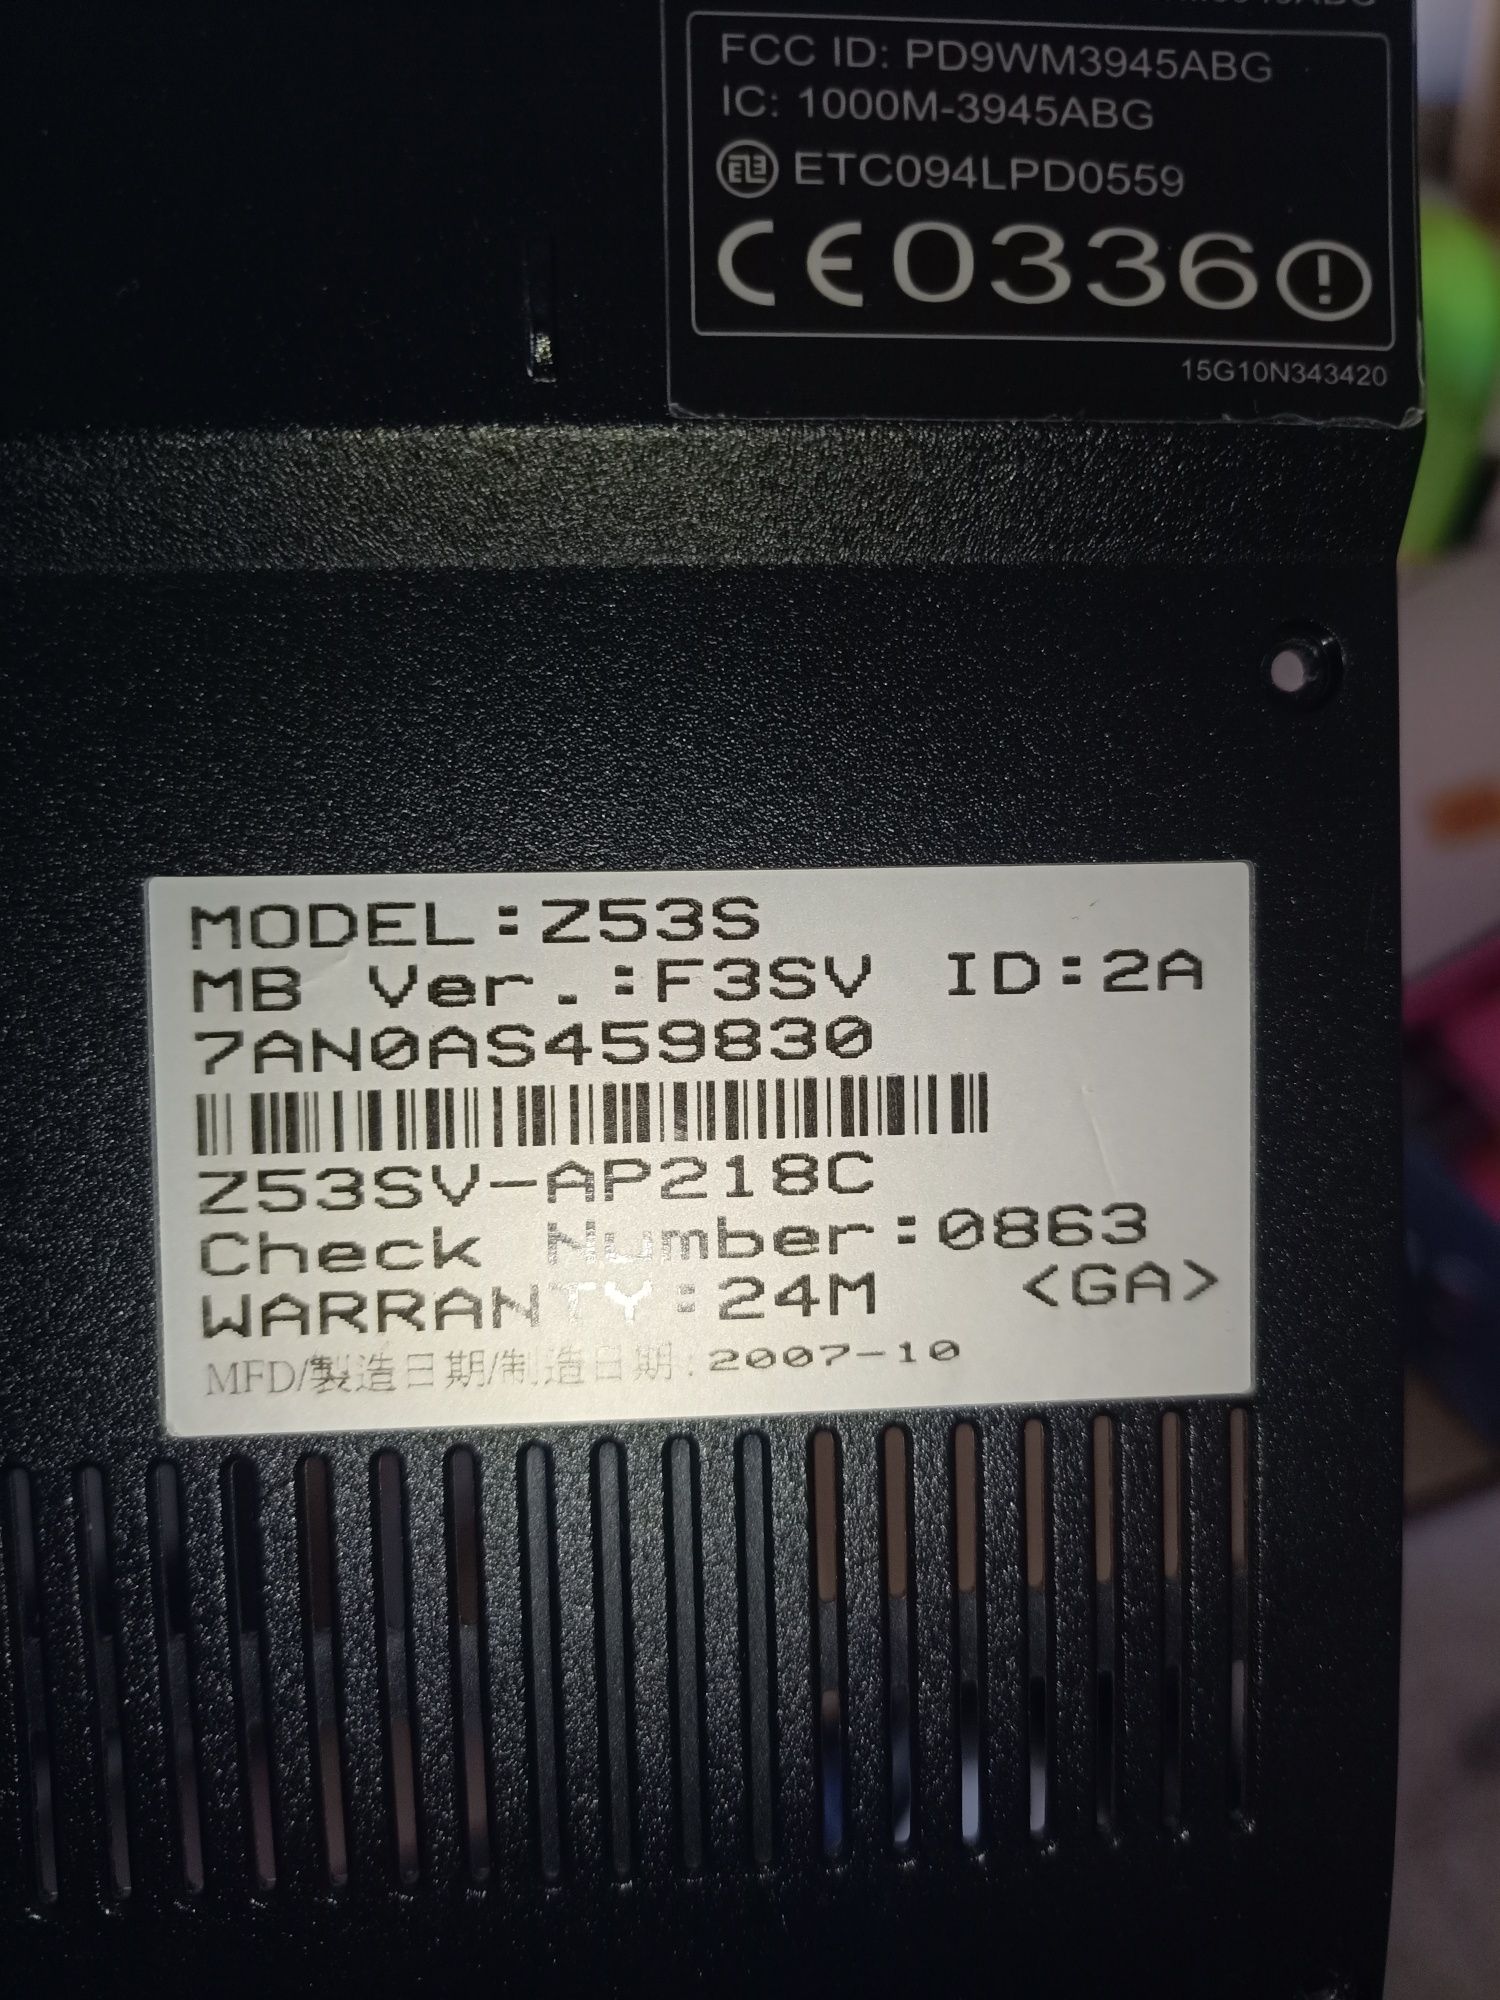 FCC ID: PD9WM3945ABG
IC: 1000M-3945ABG
ETC094LPD0559
CE0336
15G10N343420
MODEL:Z53S
MB Ver.:F3SV ID:2A
7AN0AS459830
Z53SV-AP218C
Check Number:0863
WARRANTY:24M <GA>
MFD/製造日期/制造日期:2007-10